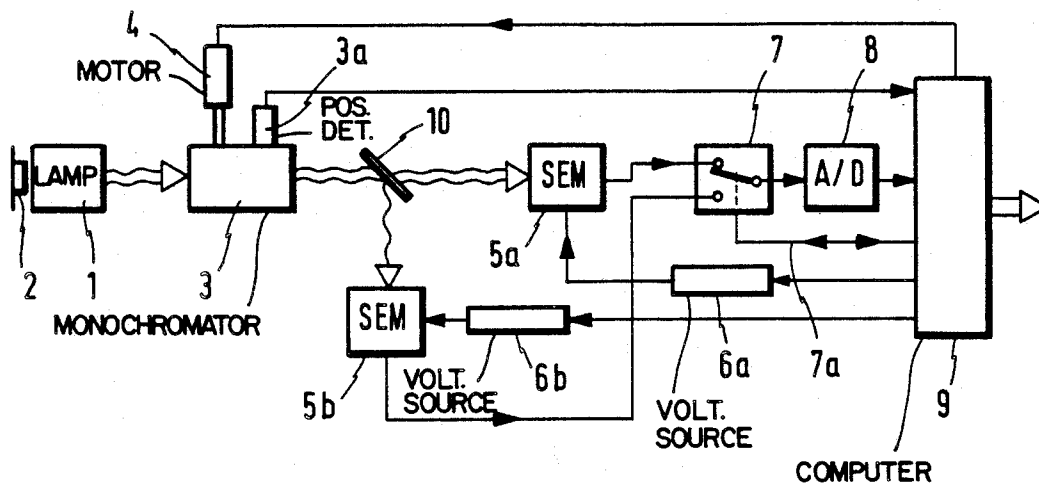 4
MOTOR
3a
POS.
DET.
10
7
8
LAMP
SEM
A/D
2
1
3
5a
MONOCHROMATOR
SEM
6a
7a
9
5b
VOLT.
SOURCE
6b
VOLT.
SOURCE
COMPUTER